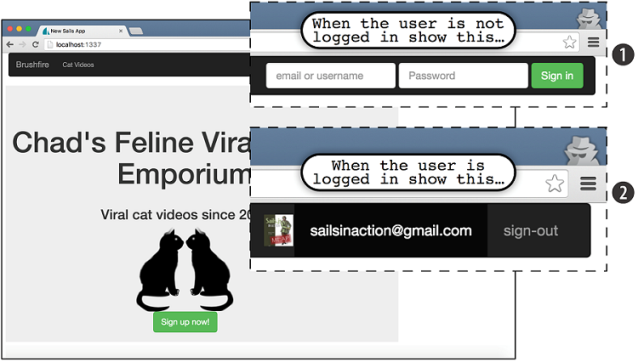 New Sails App
localhost:1337
Brushfire
Cat Videos
Chad's Feline Vira
Emporium
Viral cat videos since 20
Sign up now!
When the user is not
logged in show this…
email or username
Password
Sign in
1
When the user is
logged in show this…
sailsinaction@gmail.com
sign-out
2